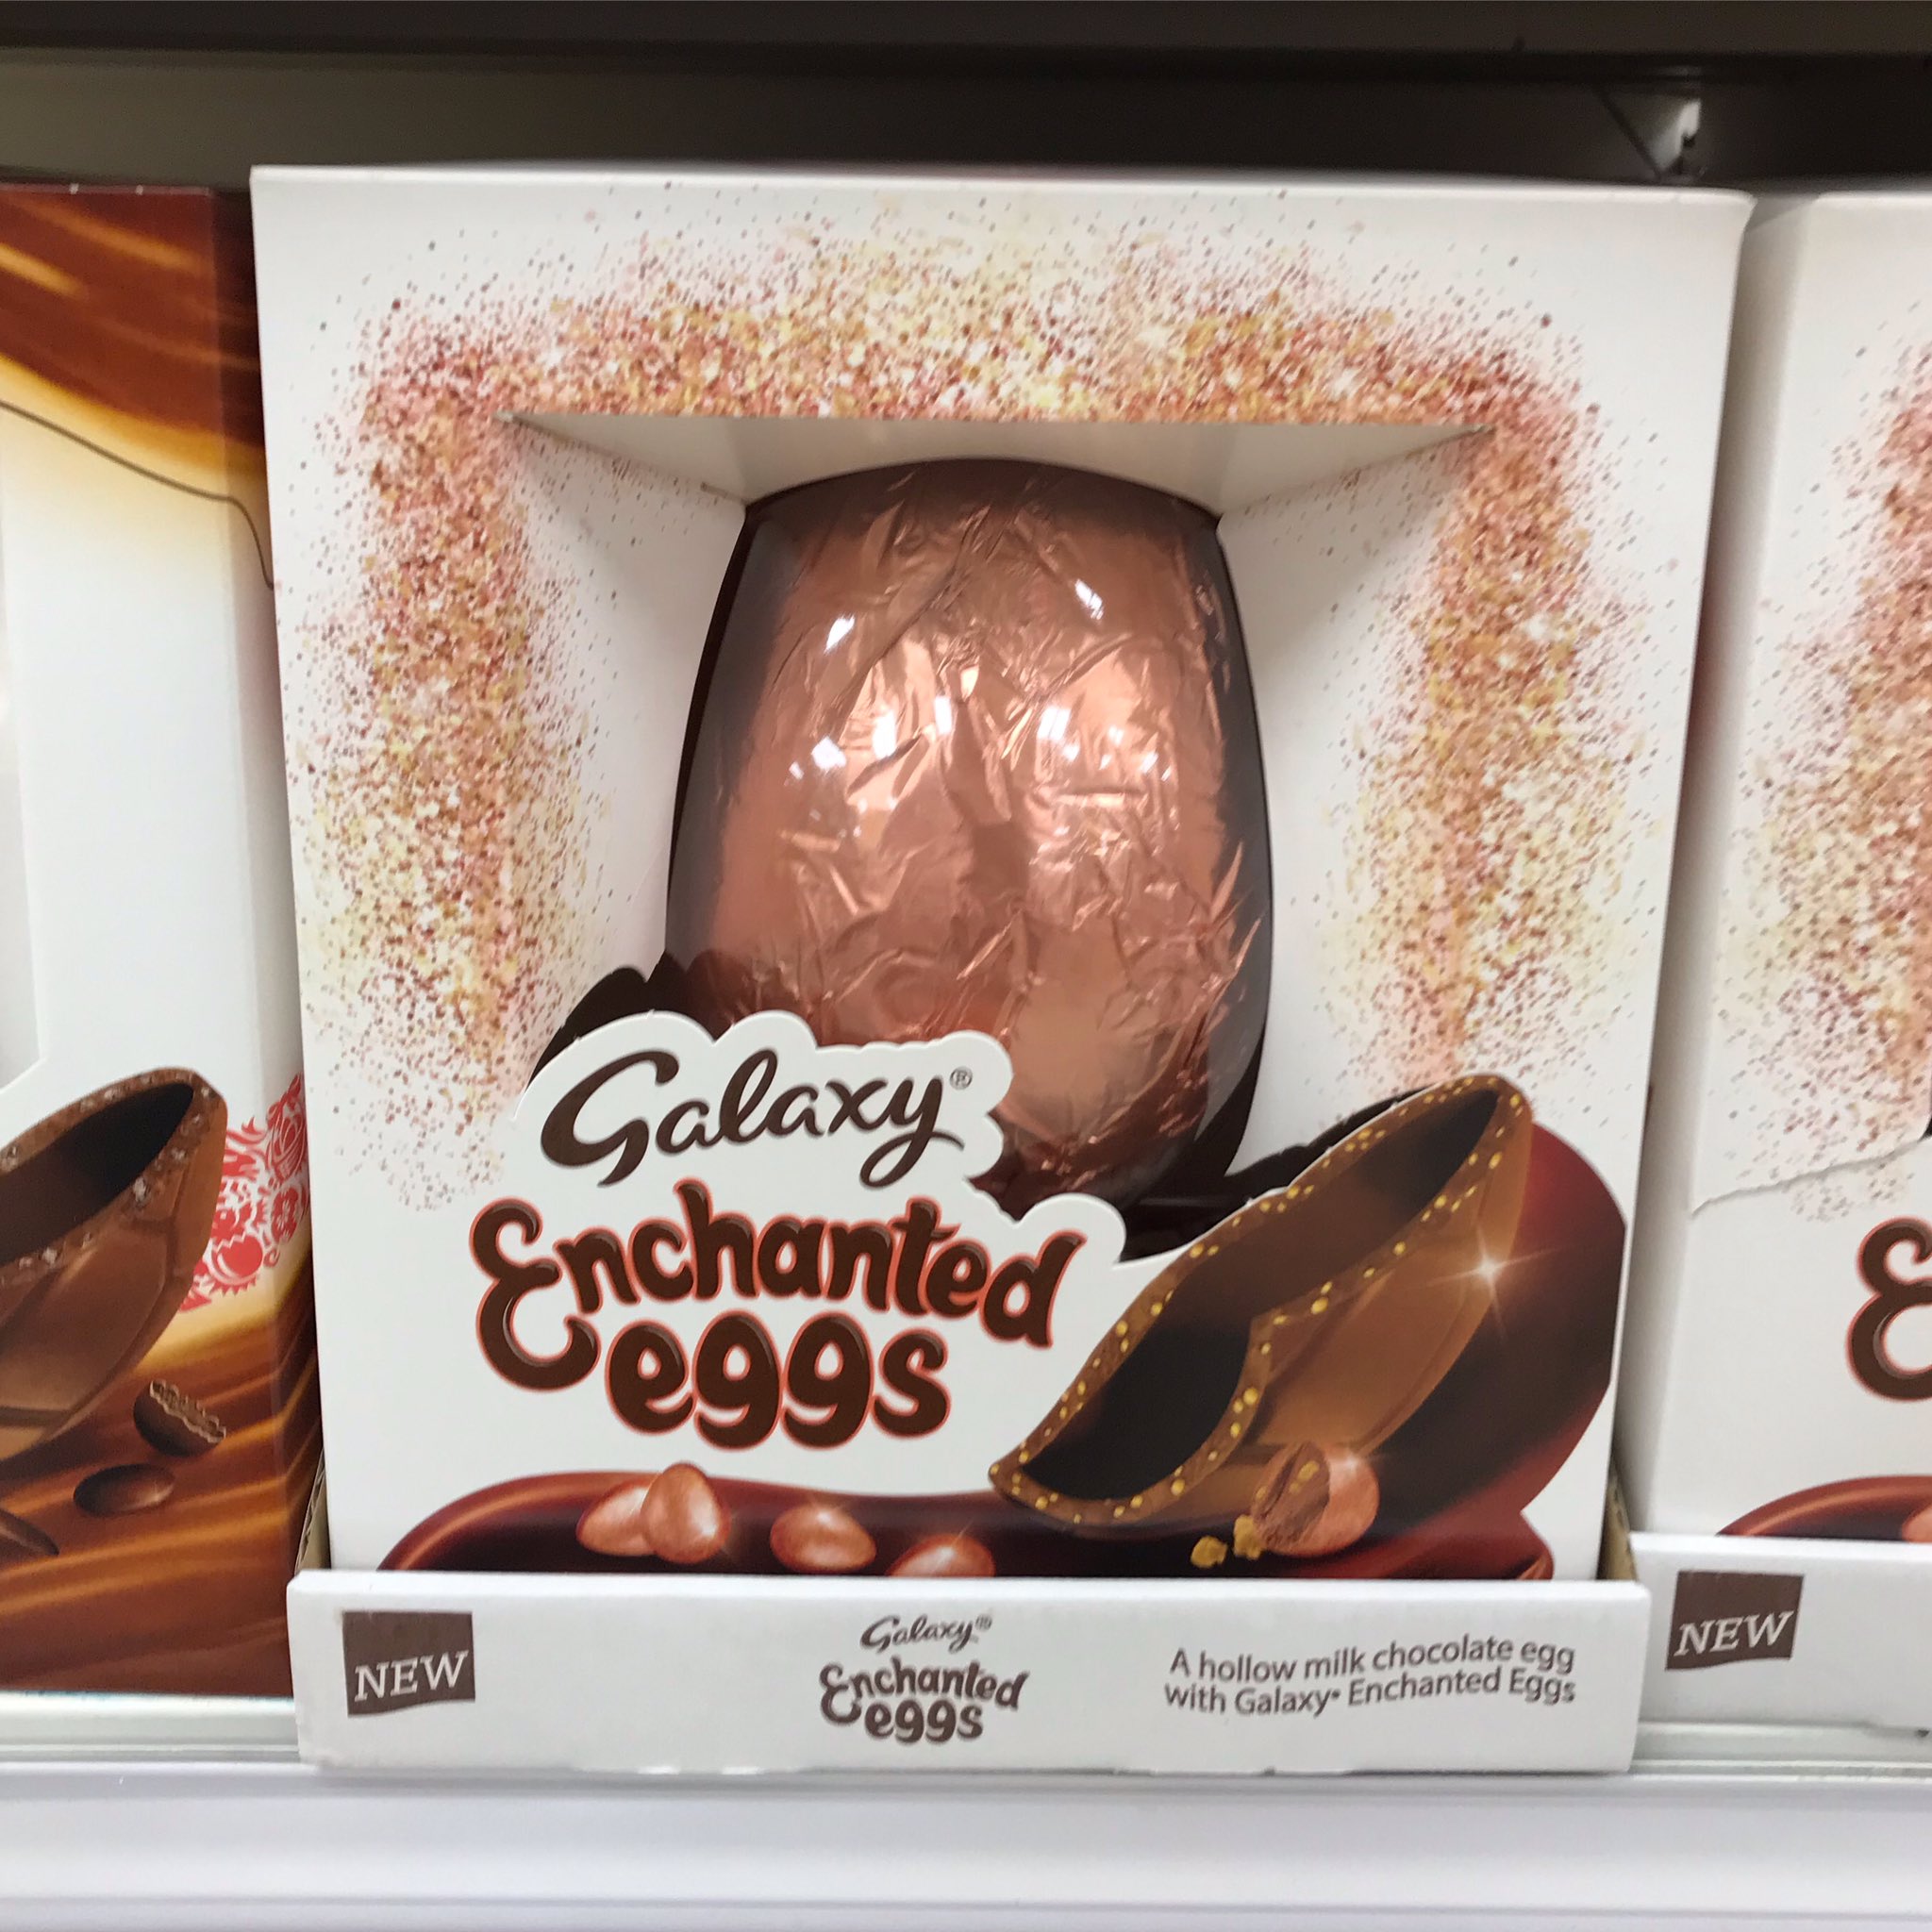 Galaxy®
Enchanted
eggs
NEW
Galaxy®
Enchanted
eggs
A hollow milk chocolate egg
with Galaxy® Enchanted Eggs
NEW